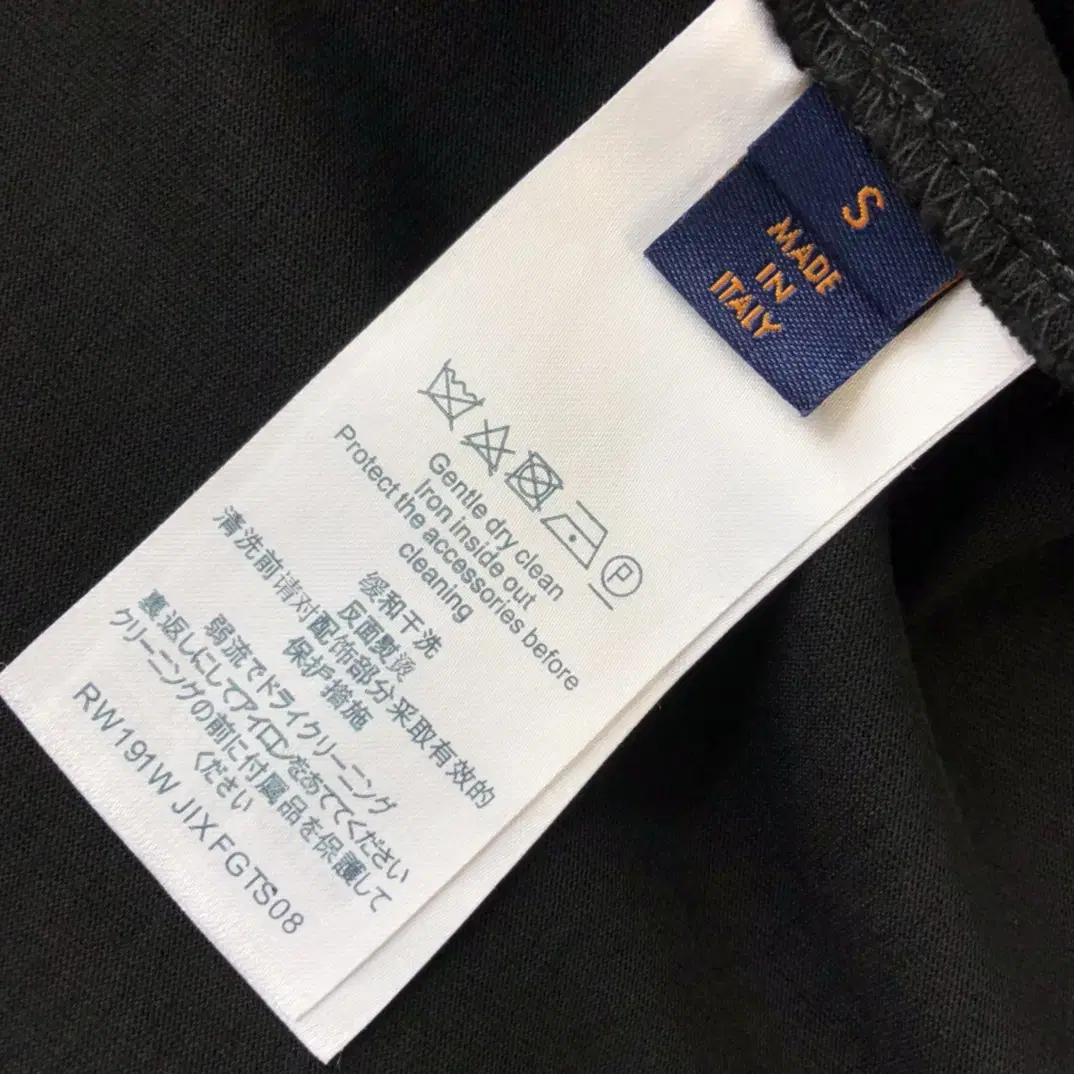 S
MADE
IN
ITALY
P
Gentle dry clean
Iron inside out
Protect the accessories before
cleaning
缓和干洗
反面熨烫
清洗前请对配饰部分采取有效的
保护措施
弱流でドライクリーニング
裏返しにしてアイロンをあててください
クリーニングの前に付属品を保護して
ください
RW191W JIX FGTS08